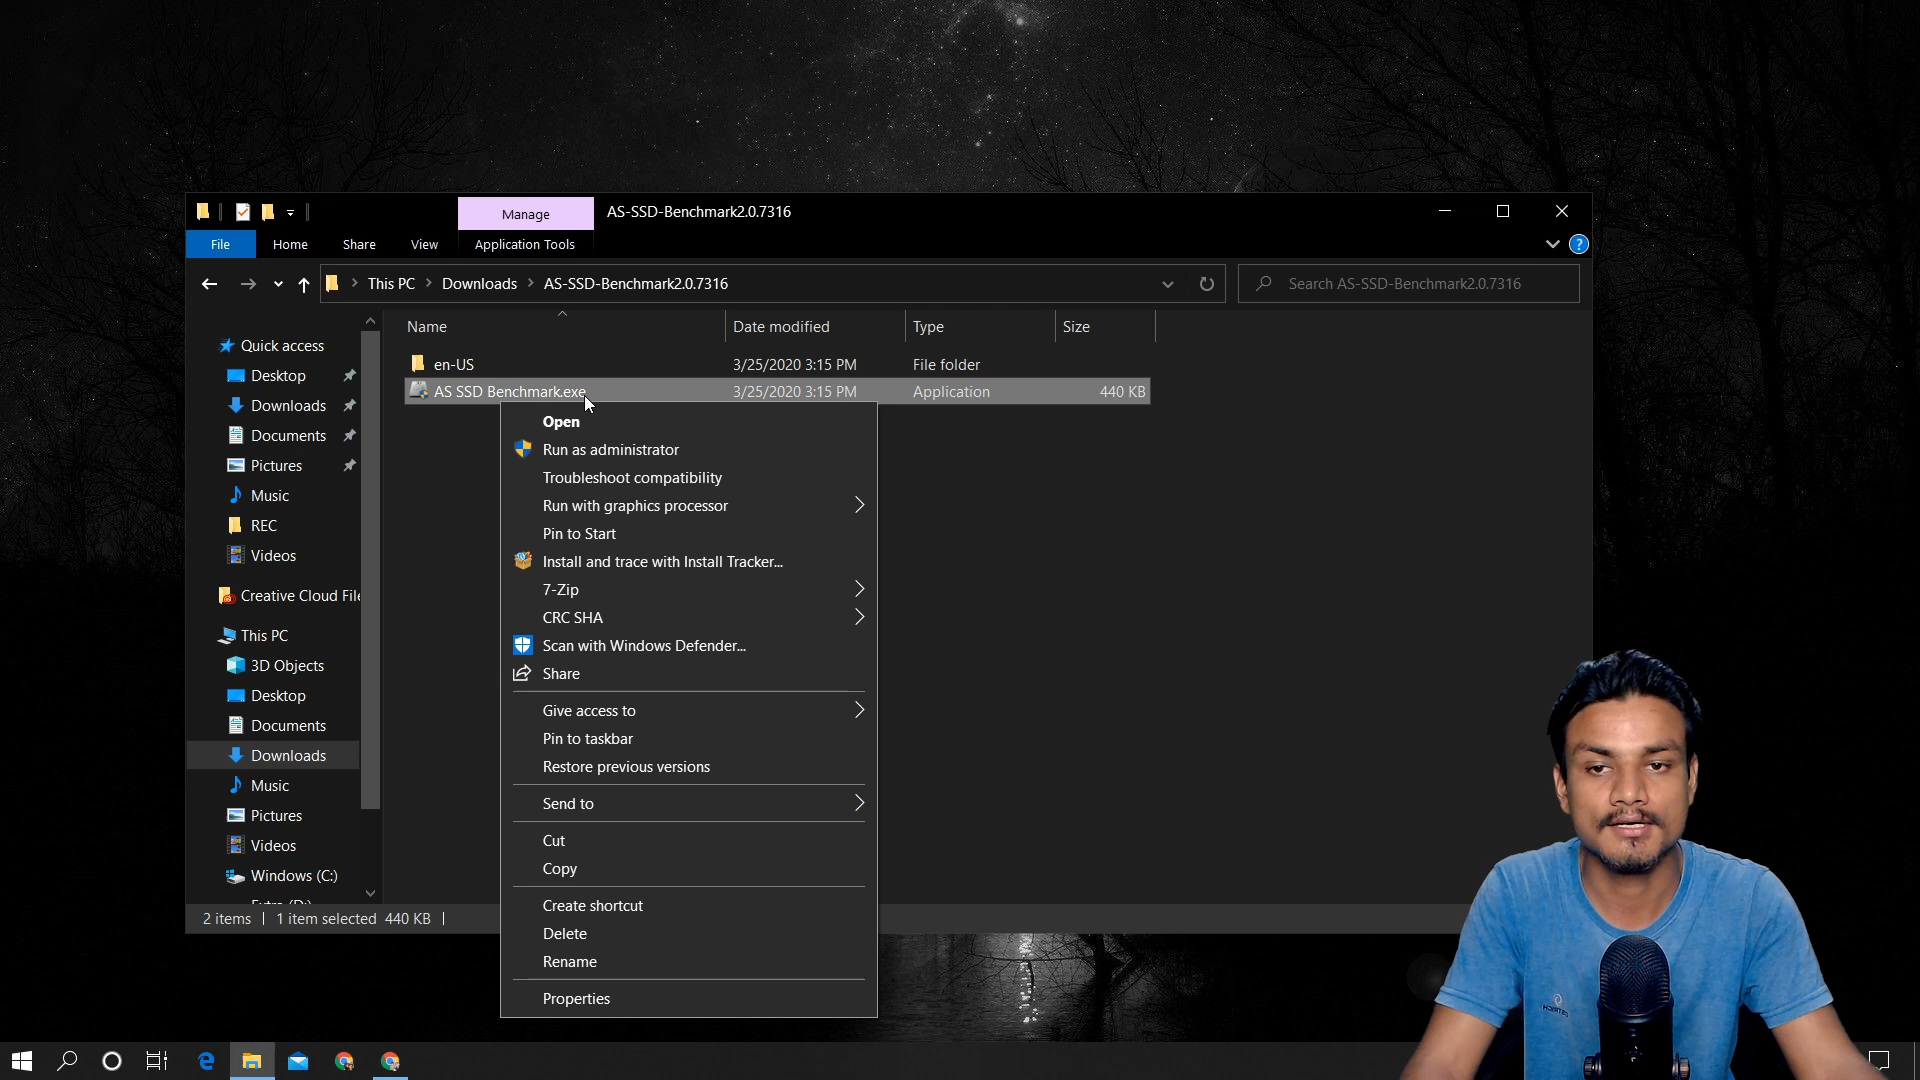 Manage
AS-SSD-Benchmark2.0.7316
File
Home
Share
View
Application Tools
This PC
Downloads
AS-SSD-Benchmark2.0.7316
Search AS-SSD-Benchmark2.0.7316
Name
Date modified
Type
Size
en-US
3/25/2020 3:15 PM
File folder
AS SSD Benchmark.exe
3/25/2020 3:15 PM
Application
440 KB
Quick access
Desktop
Downloads
Documents
Pictures
Music
REC
Videos
Creative Cloud File
This PC
3D Objects
Desktop
Documents
Downloads
Music
Pictures
Videos
Windows (C:)
Open
Run as administrator
Troubleshoot compatibility
Run with graphics processor
Pin to Start
Install and trace with Install Tracker...
7-Zip
CRC SHA
Scan with Windows Defender...
Share
Give access to
Pin to taskbar
Restore previous versions
Send to
Cut
Copy
Create shortcut
Delete
Rename
Properties
2 items
1 item selected 440 KB